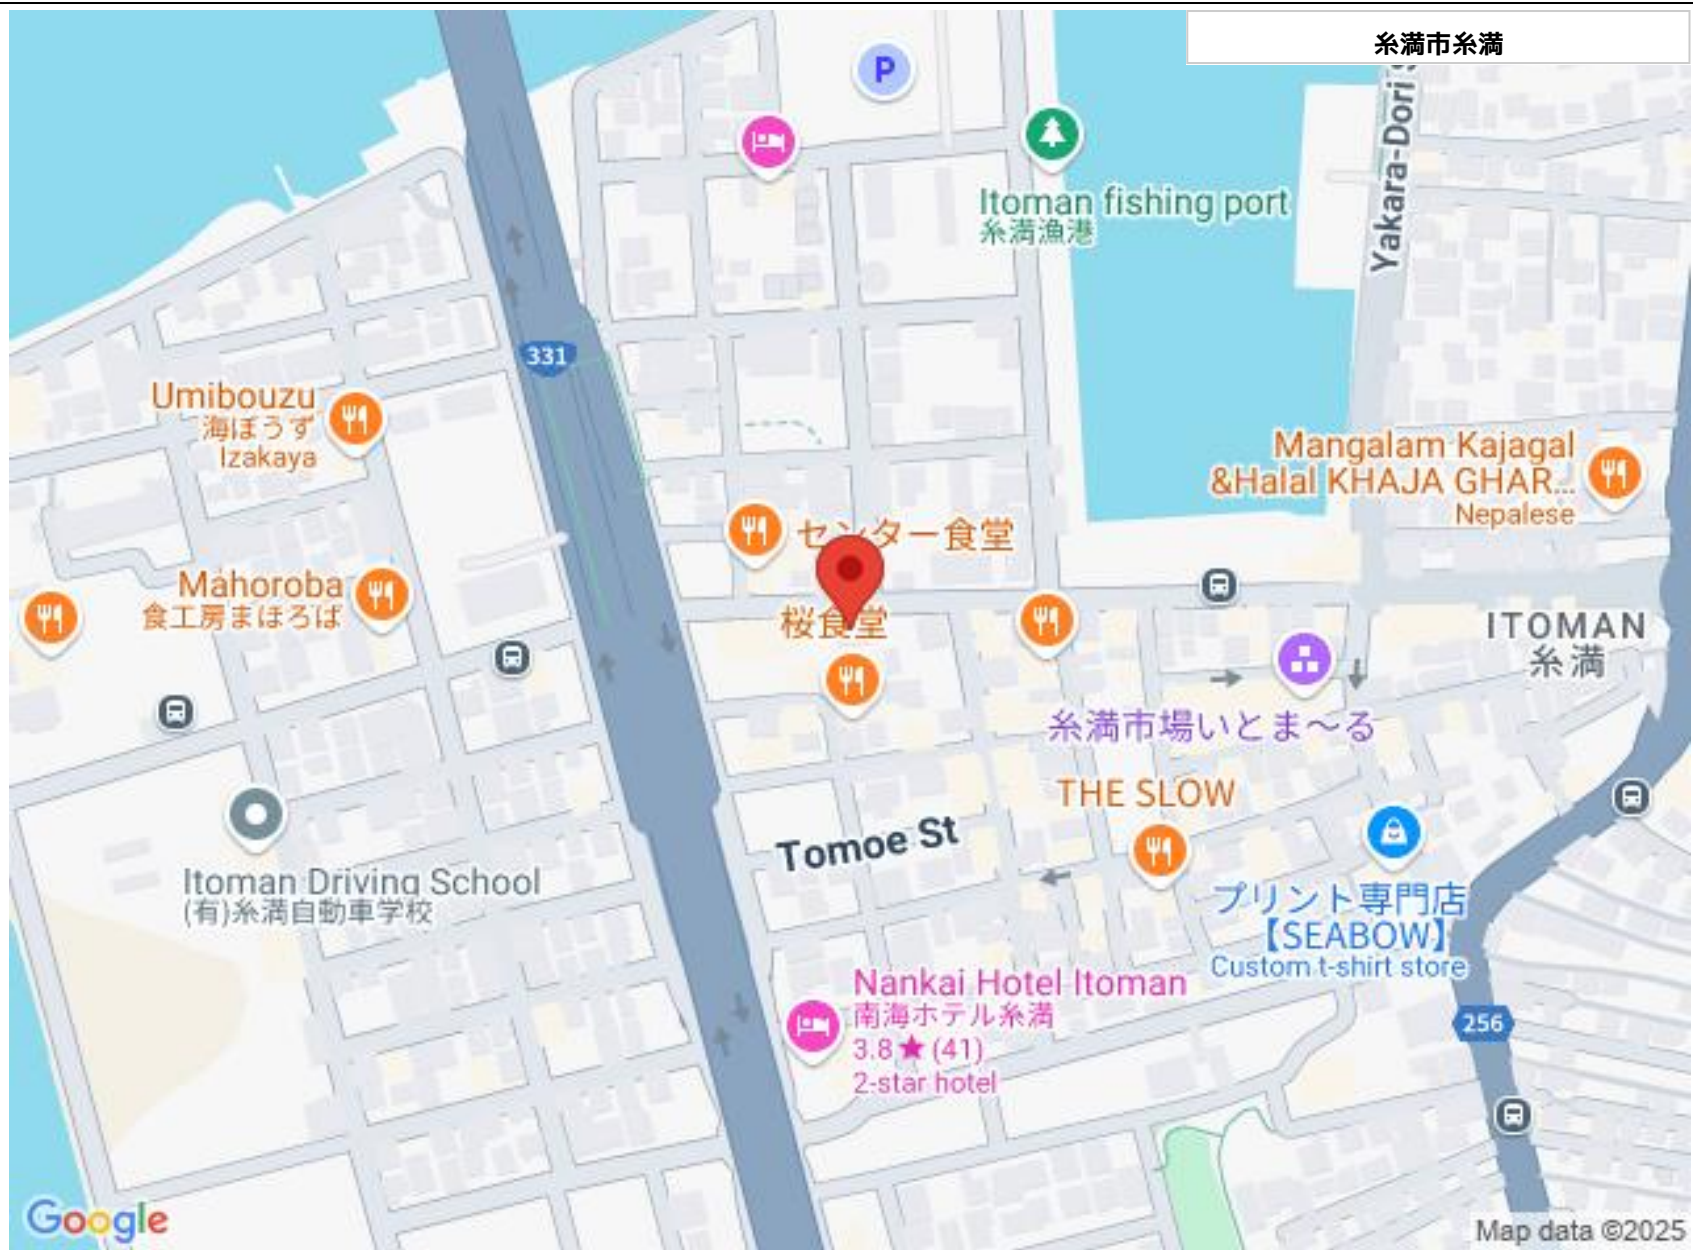 糸満市糸満
P
Yakara-Dori
Itoman fishing port
糸満漁港
331
Umibouzu
海ぼうず
Izakaya
Mangalam Kajagal
&Halal KHAJA GHAR...
Nepalese
センター食堂
Mahoroba
食工房まほろば
桜食堂
ITOMAN
糸満
糸満市場いとま〜る
THE SLOW
Tomoe St
Itoman Driving School
(有)糸満自動車学校
プリント専門店
【SEABOW】
Custom t-shirt store
Nankai Hotel Itoman
南海ホテル糸満
3.8★(41)
2-star hotel
256
Google
Map data ©2025